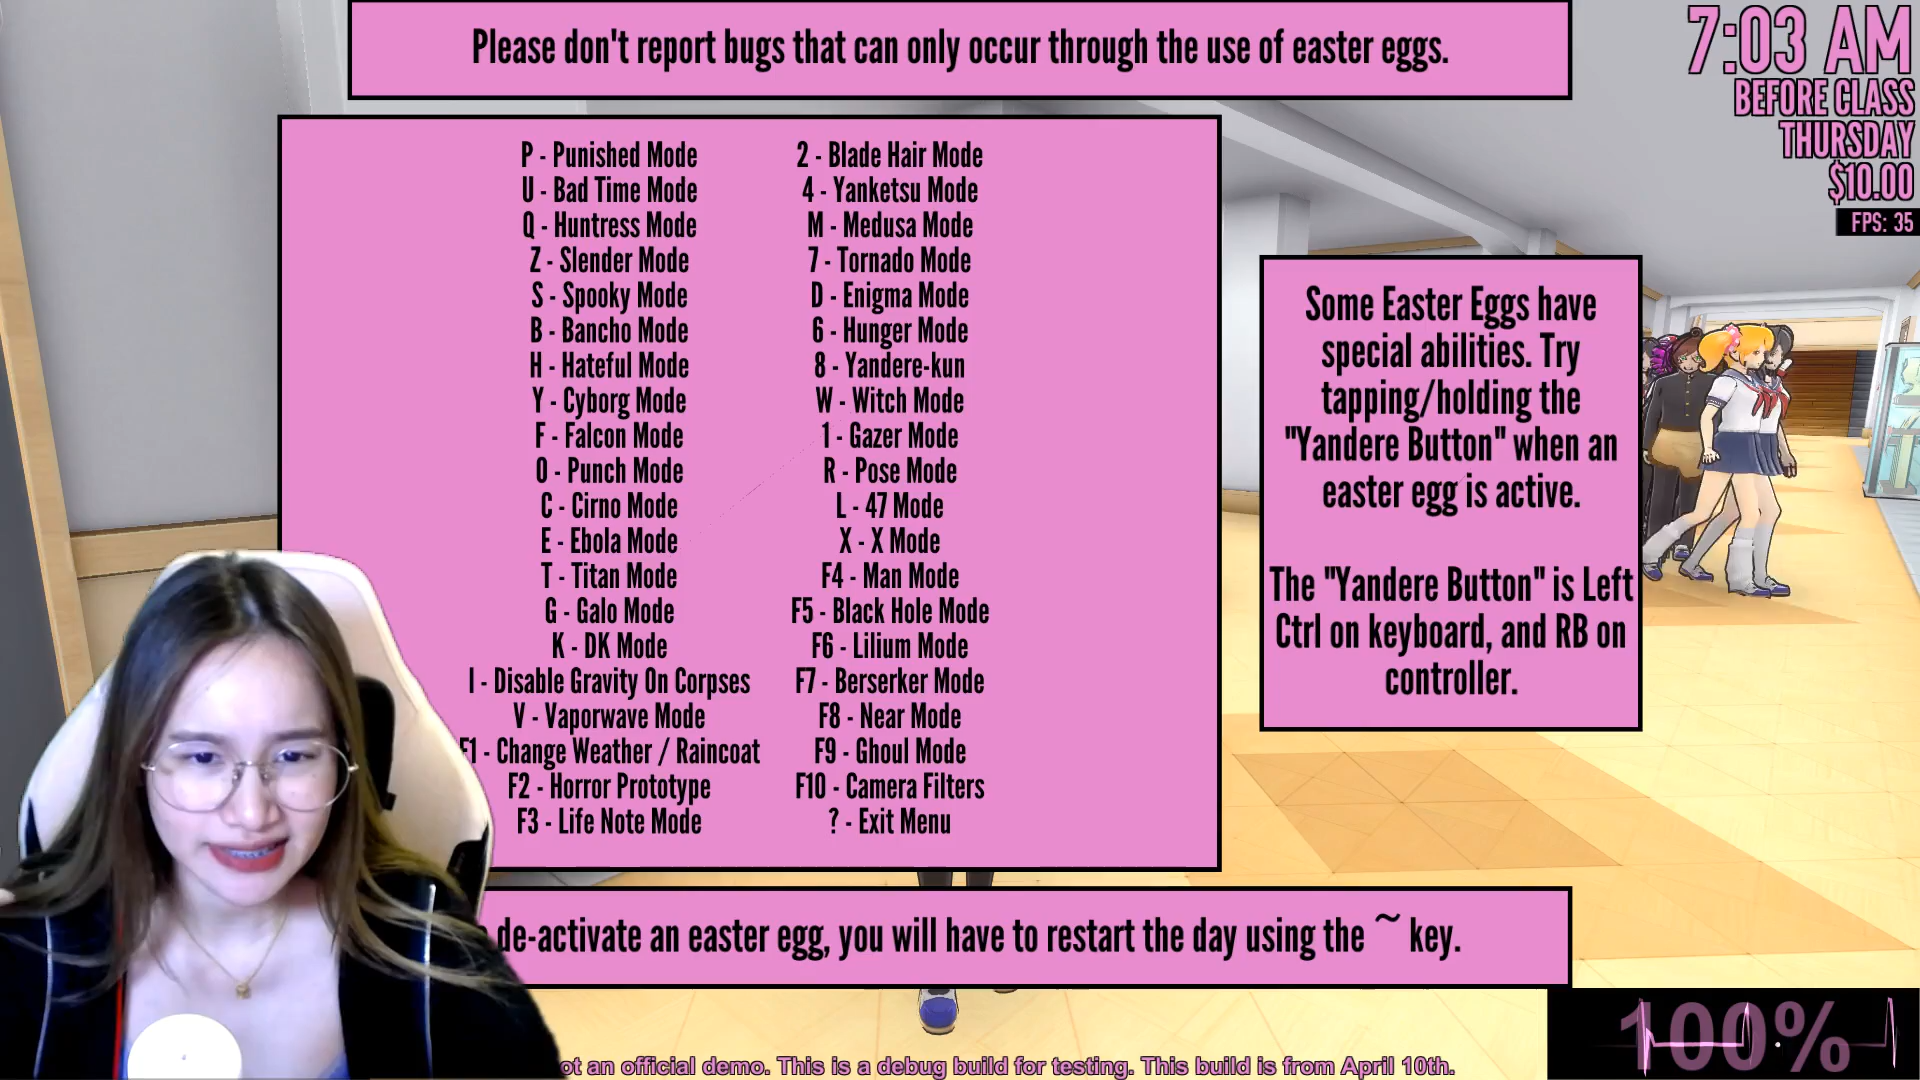 Please don't report bugs that can only occur through the use of easter eggs.
7:03 AM
BEFORE CLASS
THURSDAY
$10.00
FPS: 35
P - Punished Mode
U - Bad Time Mode
Q - Huntress Mode
Z - Slender Mode
S - Spooky Mode
B - Bancho Mode
H - Hateful Mode
Y - Cyborg Mode
F - Falcon Mode
O - Punch Mode
C - Cirno Mode
E - Ebola Mode
T - Titan Mode
G - Galo Mode
K - DK Mode
I - Disable Gravity On Corpses
V - Vaporwave Mode
F1 - Change Weather / Raincoat
F2 - Horror Prototype
F3 - Life Note Mode
2 - Blade Hair Mode
4 - Yanketsu Mode
M - Medusa Mode
7 - Tornado Mode
D - Enigma Mode
6 - Hunger Mode
8 - Yandere-kun
W - Witch Mode
1 - Gazer Mode
R - Pose Mode
L - 47 Mode
X - X Mode
F4 - Man Mode
F5 - Black Hole Mode
F6 - Lilium Mode
F7 - Berserker Mode
F8 - Near Mode
F9 - Ghoul Mode
F10 - Camera Filters
? - Exit Menu
Some Easter Eggs have
special abilities. Try
tapping/holding the
"Yandere Button" when an
easter egg is active.
The "Yandere Button" is Left
Ctrl on keyboard, and RB on
controller.
de-activate an easter egg, you will have to restart the day using the ~ key.
100%
an official demo. This is a debug build for testing. This build is from April 10th.